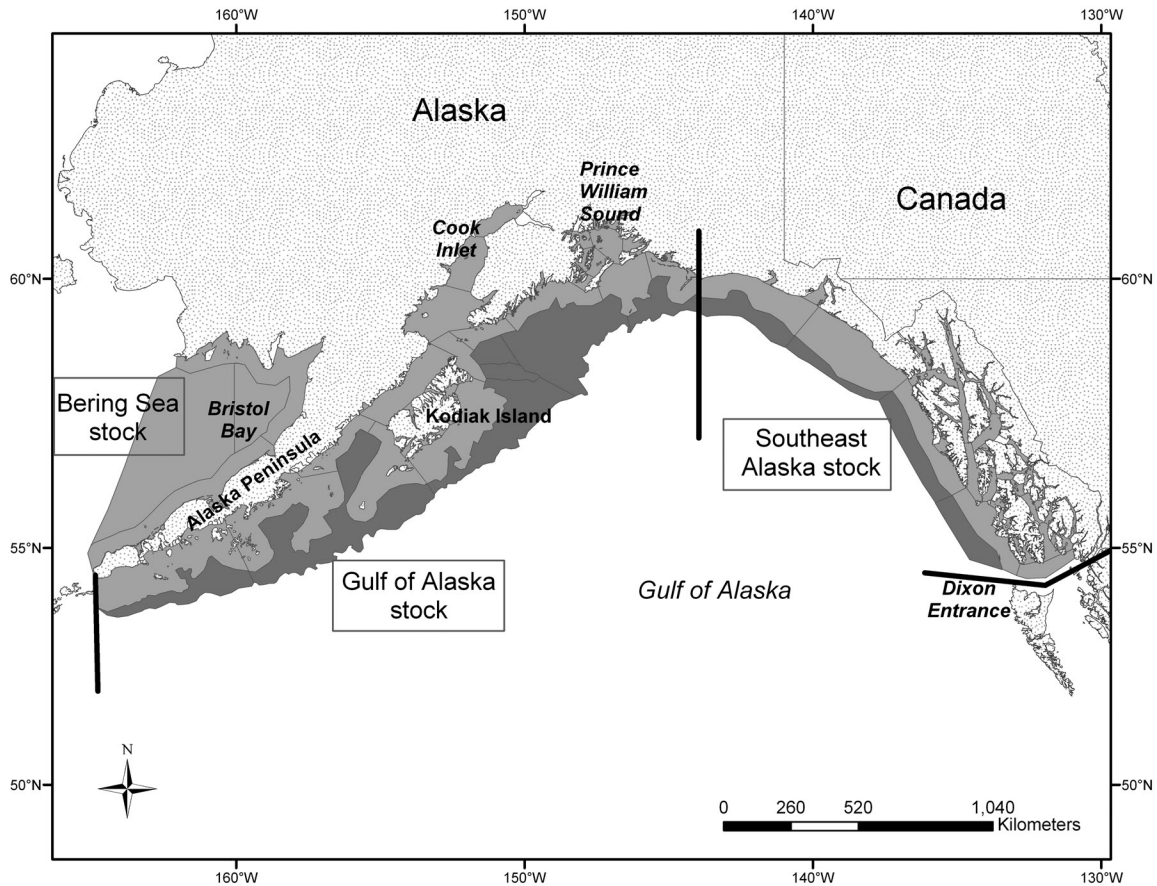 160°W
150°W
140°W
130°W
Alaska
Prince
William
Sound
Canada
Cook
Inlet
60°N
60°N
Bering Sea
stock
Bristol
Bay
Kodiak Island
Alaska Peninsula
Southeast
Alaska stock
55°N
55°N
Gulf of Alaska
stock
Gulf of Alaska
Dixon
Entrance
N
50°N
50°N
0
260
520
1,040
Kilometers
160°W
150°W
140°W
130°W